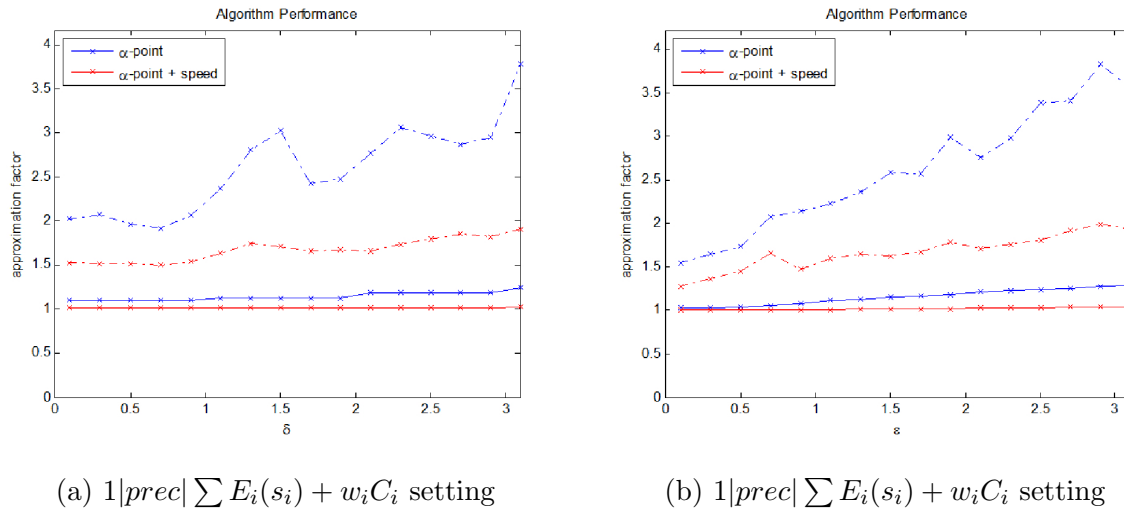 Algorithm Performance
α-point
α-point + speed
approximation factor
4
3.5
3
2.5
2
1.5
1
0.5
0
0 0.5 1 1.5 2 2.5 3
δ
(a) 1|prec| ∑ E_i(s_i) + w_iC_i setting
Algorithm Performance
α-point
α-point + speed
approximation factor
4
3.5
3
2.5
2
1.5
1
0.5
0
0 0.5 1 1.5 2 2.5 3
ε
(b) 1|prec| ∑ E_i(s_i) + w_iC_i setting